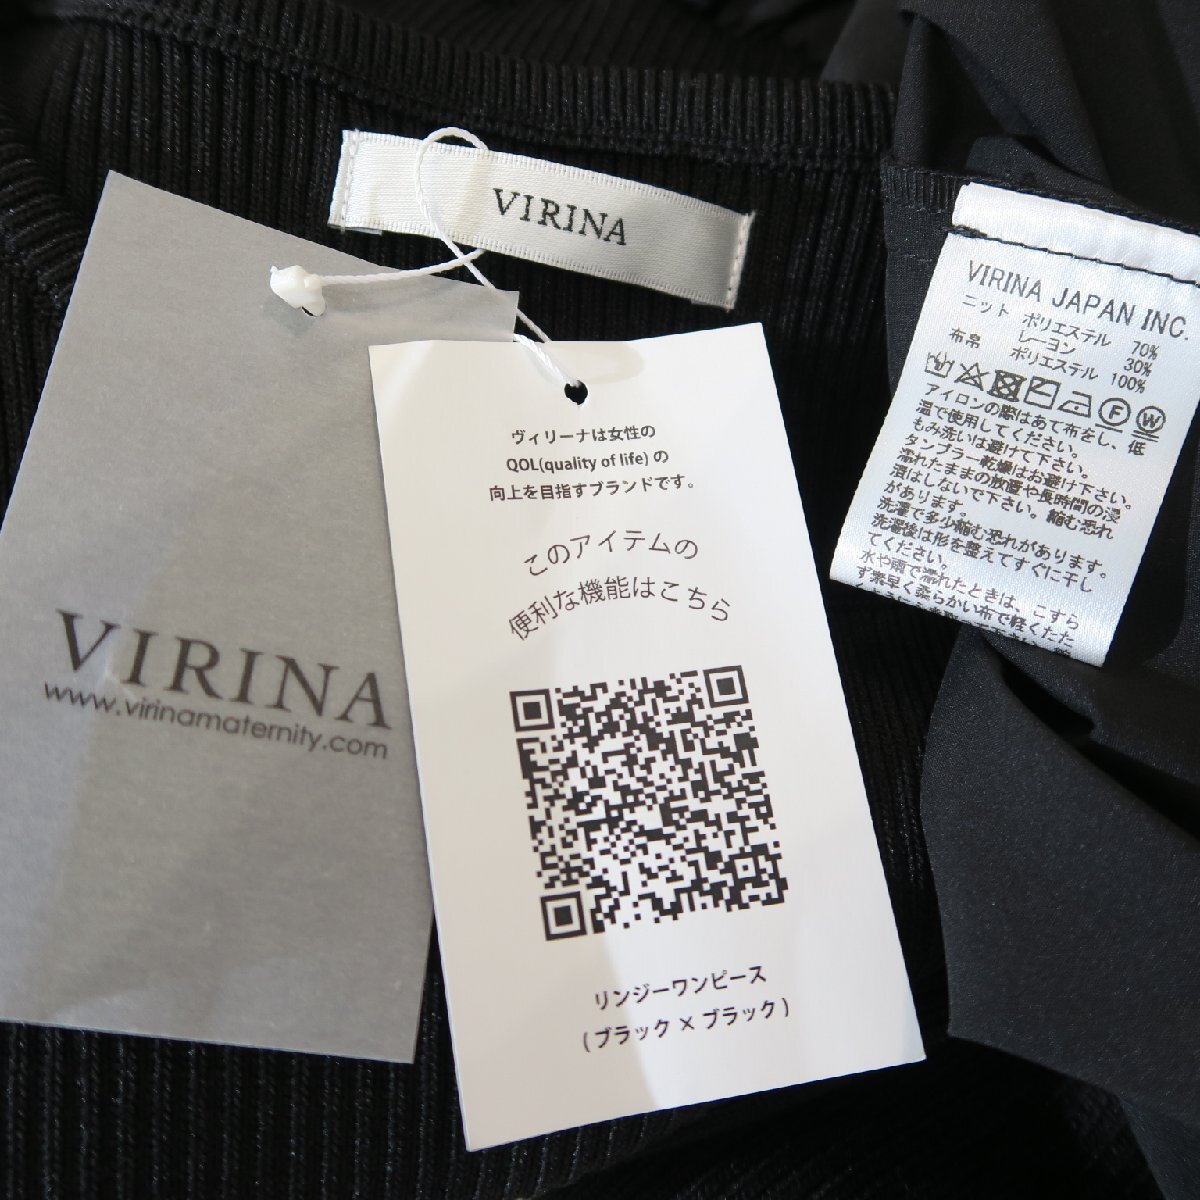 VIRINA
VIRINA
www.virinamaternity.com
ヴィリーナは女性の
QOL(quality of life) の
向上を目指すブランドです。
このアイテムの
便利な機能はこちら
リンジーワンピース
(ブラック×ブラック)
VIRINA JAPAN INC.
ニット ポリエステル 70%
レーヨン 30%
布帛 ポリエステル 100%
F W
アイロンの際はあて布をし、低
温で使用してください。
もみ洗いは避けて下さい。
タンブラー乾燥はお避け下さい。
濡れたままの放置や長時間の浸
漬はしないで下さい。縮む恐れ
があります。
洗濯で多少縮む恐れがあります。
洗濯後は形を整えてすぐに干し
てください。
水や雨で濡れたときは、こすら
ず素早く柔らかい布で軽くたた